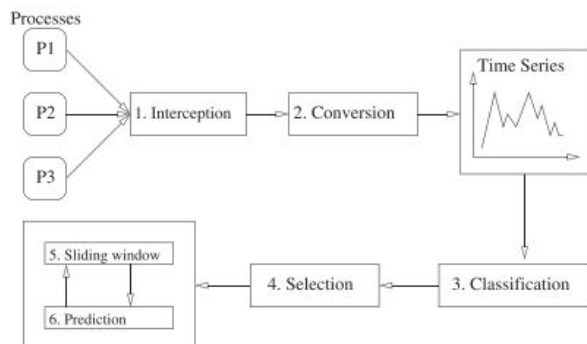 Processes
P1
P2
P3
1. Interception
2. Conversion
Time Series
3. Classification
4. Selection
5. Sliding window
6. Prediction